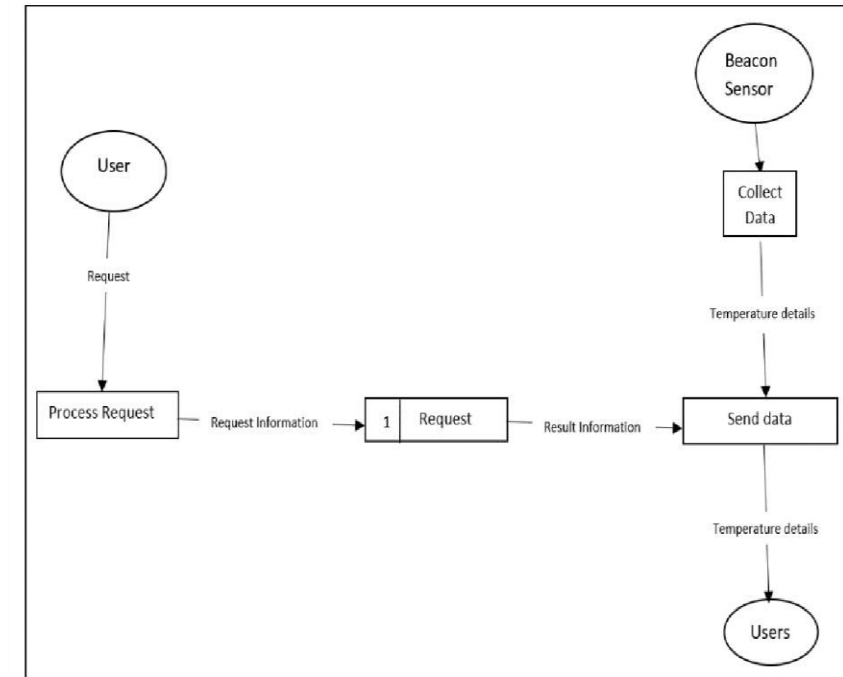 Beacon
Sensor
User
Collect
Data
Request
Temperature details
Process Request
Request Information
1
Request
Result Information
Send data
Temperature details
Users